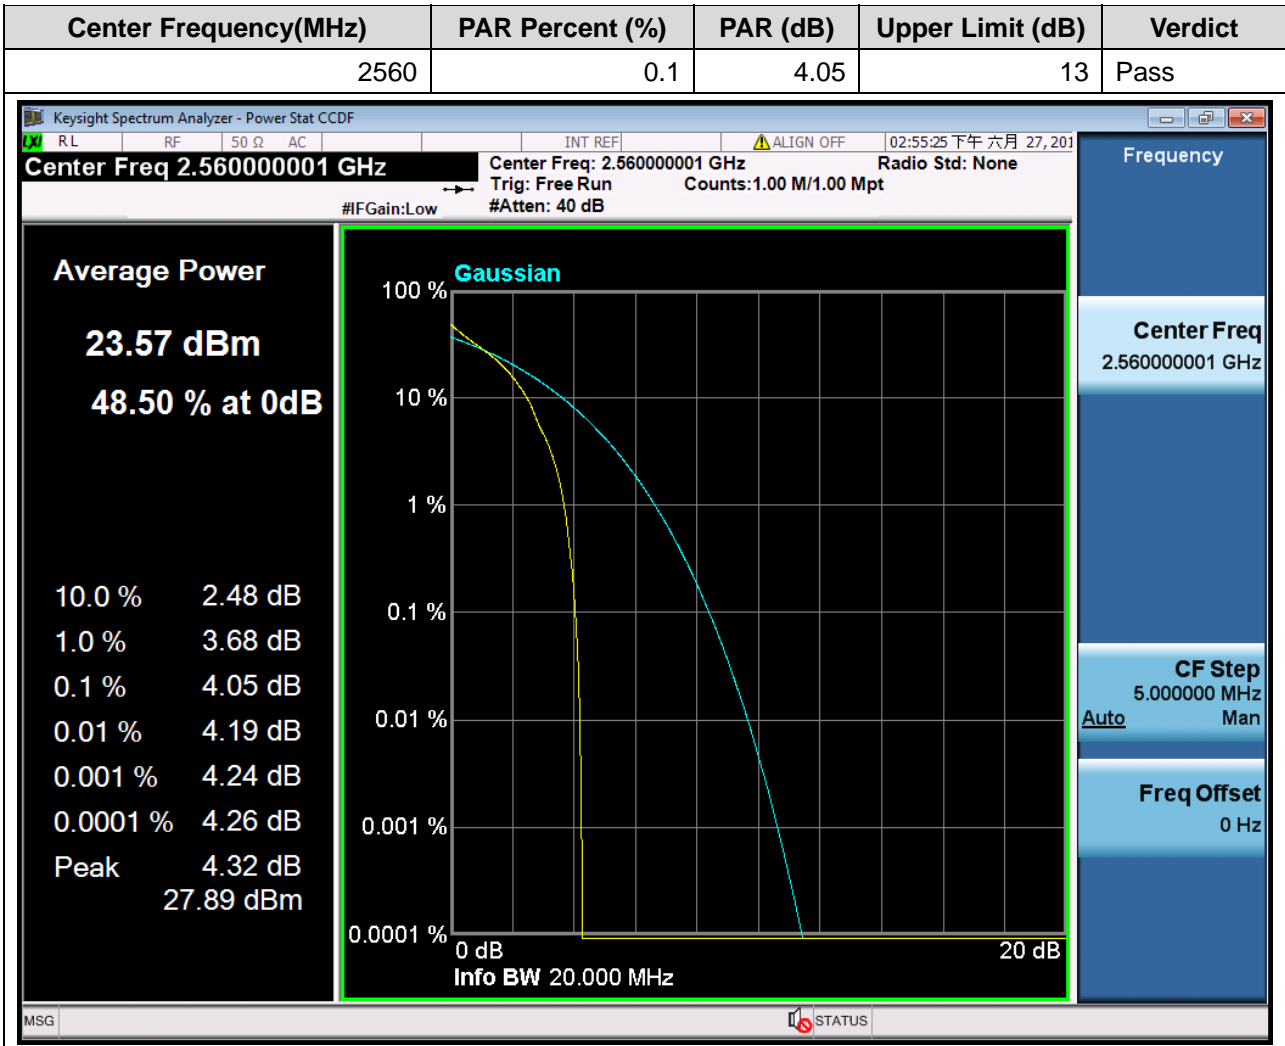 Center Frequency(MHz) PAR Percent (%) PAR (dB) Upper Limit (dB) Verdict
2560 0.1 4.05 13 Pass
Keysight Spectrum Analyzer - Power Stat CCDF
LXI RL RF 50 Ω AC INT REF ALIGN OFF 02:55:25 下午 六月 27, 201
Center Freq 2.560000001 GHz
Center Freq: 2.560000001 GHz Radio Std: None
Trig: Free Run Counts:1.00 M/1.00 Mpt
#IFGain:Low #Atten: 40 dB
Average Power
23.57 dBm
48.50 % at 0dB
10.0 % 2.48 dB
1.0 % 3.68 dB
0.1 % 4.05 dB
0.01 % 4.19 dB
0.001 % 4.24 dB
0.0001 % 4.26 dB
Peak 4.32 dB
27.89 dBm
Gaussian
100 %
10 %
1 %
0.1 %
0.01 %
0.001 %
0.0001 %
0 dB 20 dB
Info BW 20.000 MHz
Frequency
Center Freq
2.560000001 GHz
CF Step
5.000000 MHz
Auto Man
Freq Offset
0 Hz
MSG STATUS